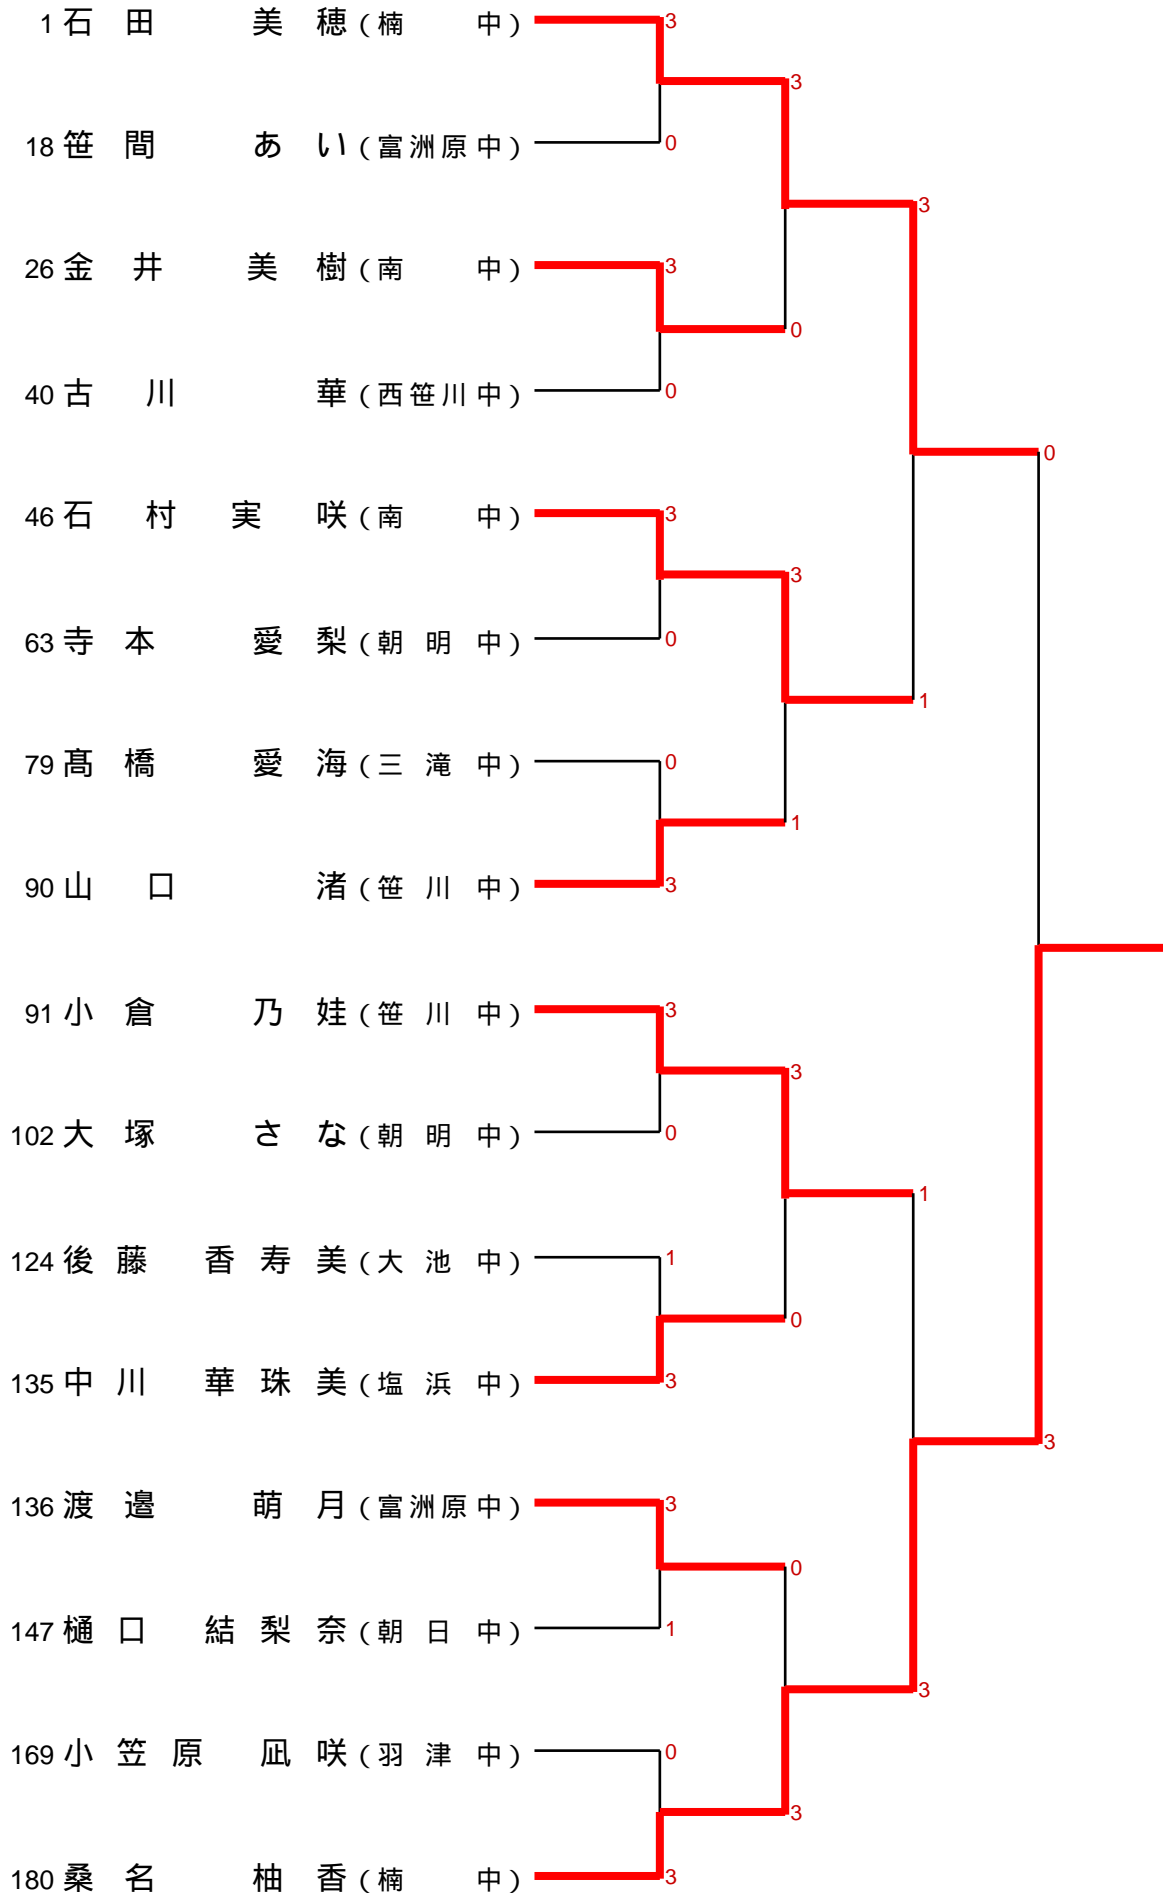 1 石田 美穂 (楠 中) 3
3
18 笹間 あい (富洲原中) 0
3
26 金井 美樹 (南 中) 3
0
40 古川 華 (西笹川中) 0
0
46 石村実咲 (南 中) 3
3
63 寺本 愛梨 (朝明中) 0
1
79 髙橋 愛海 (三滝中) 0
1
90 山口 渚 (笹川中) 3
91 小倉 乃娃 (笹川中) 3
3
102 大塚 さな (朝明中) 0
1
124 後藤 香寿美 (大池中) 1
0
135 中川 華珠美 (塩浜中) 3
3
136 渡邉 萌月 (富洲原中) 3
0
147 樋口 結梨奈 (朝日中) 1
3
169 小笠原 凪咲 (羽津中) 0
3
180 桑名 柚香 (楠 中) 3